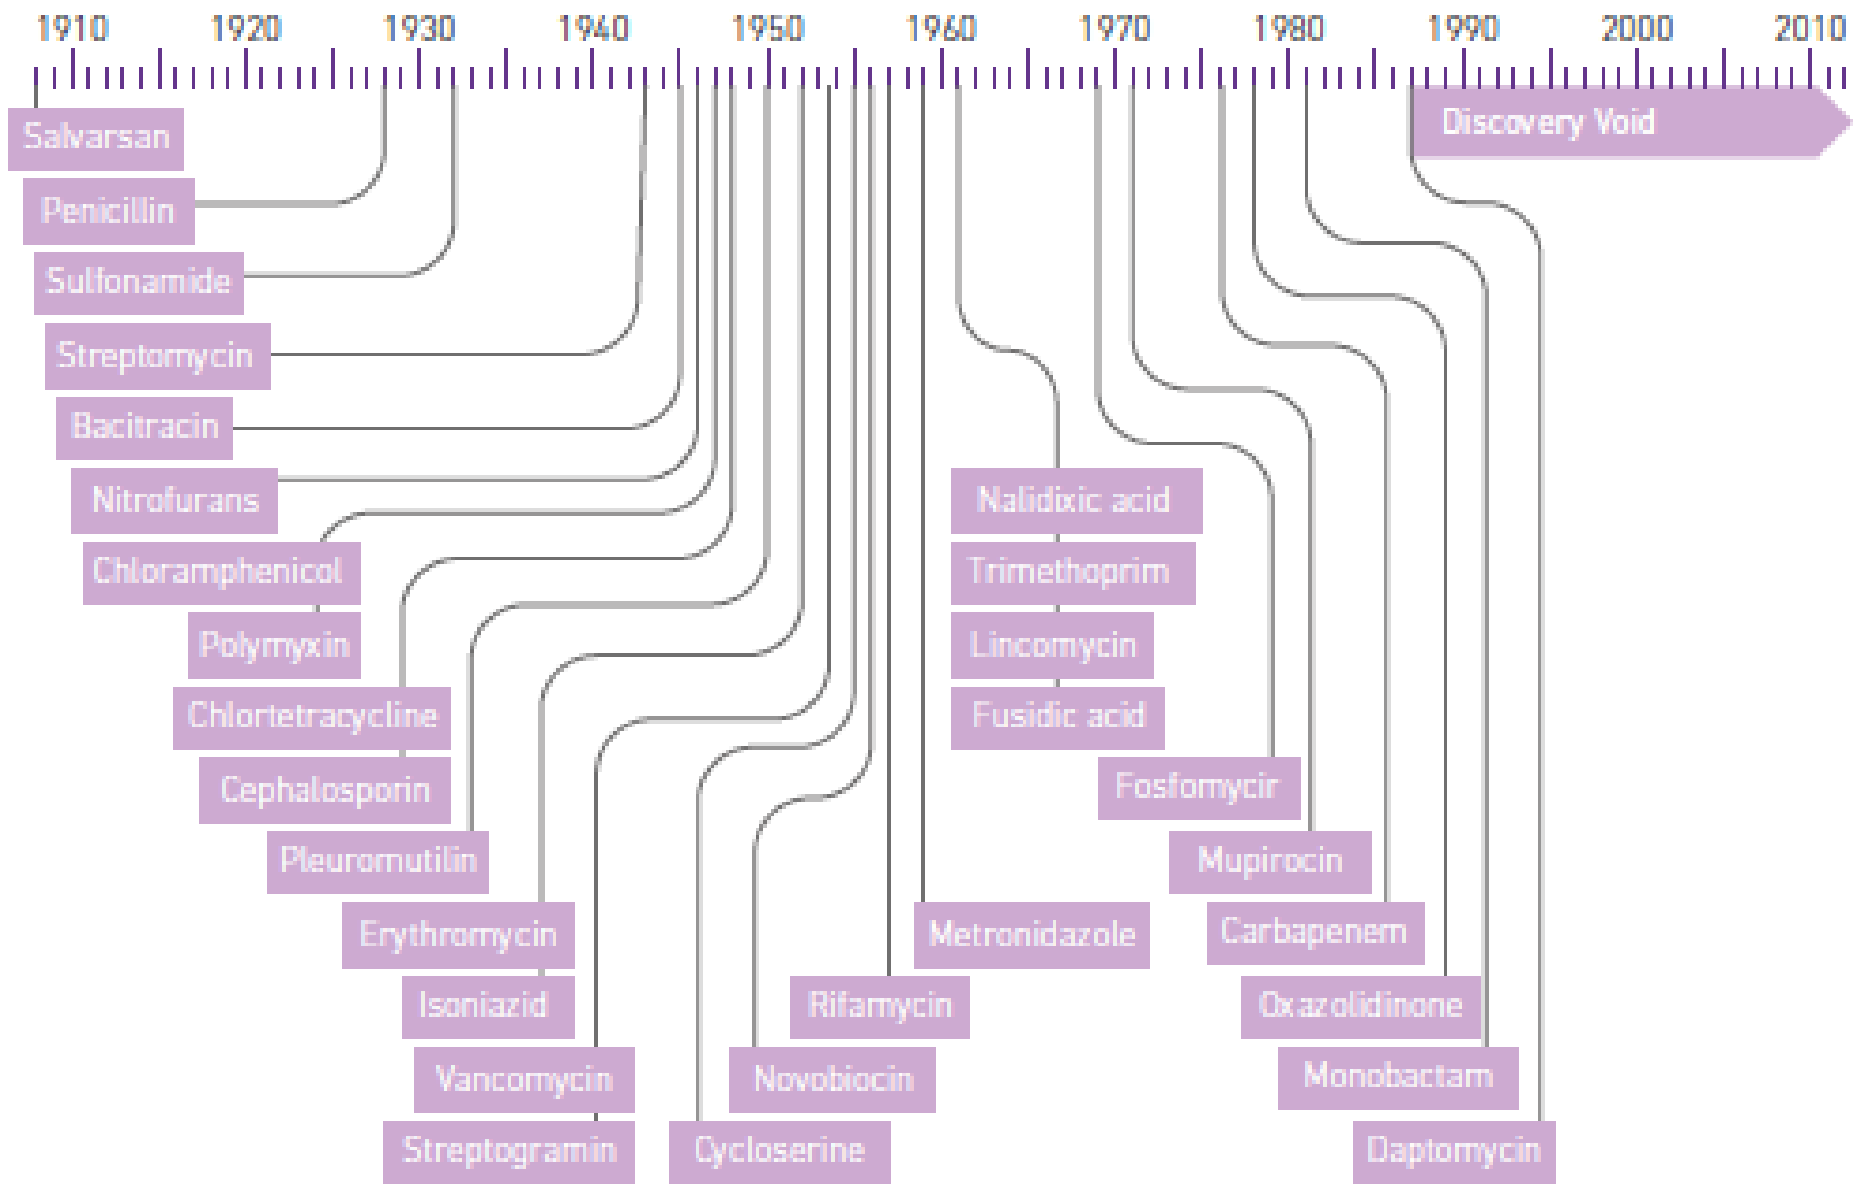 1910 1920 1930 1940 1950 1960 1970 1980 1990 2000 2010
Discovery Void
Salvarsan
Penicillin
Sulfonamide
Streptomycin
Bacitracin
Nitrofurans
Chloramphenicol
Polymyxin
Chlortetracycline
Cephalosporin
Pleuromutilin
Erythromycin
Isoniazid
Vancomycin
Streptogramin
Cycloserine
Novobiocin
Rifamycin
Metronidazole
Nalidixic acid
Trimethoprim
Lincomycin
Fusidic acid
Fosfomycir
Mupirocin
Carbapenem
Oxazolidinone
Monobactam
Daptomycin